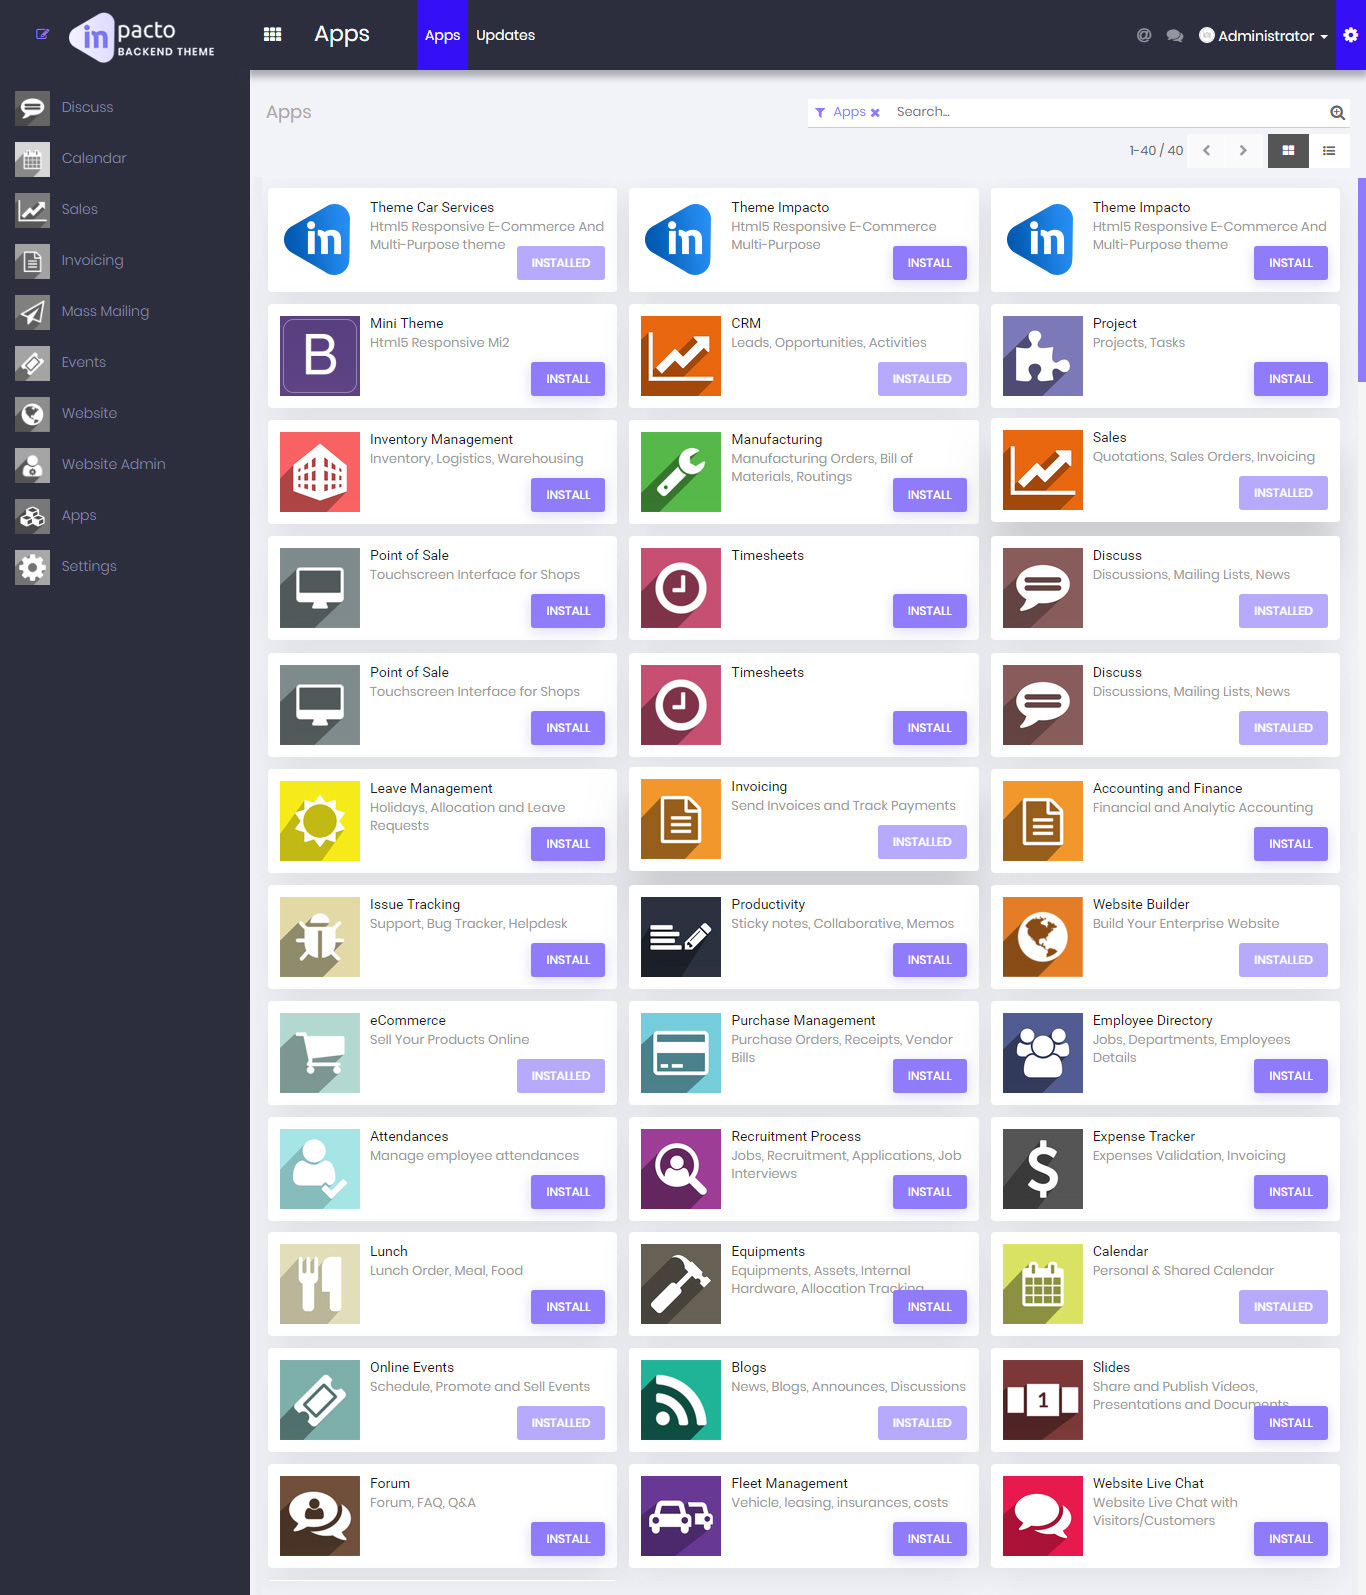 inpacto
BACKEND THEME
Apps
Apps
Updates
@
Administrator
Discuss
Calendar
Sales
Invoicing
Mass Mailing
Events
Website
Website Admin
Apps
Settings
Apps
Apps
Search...
1-40 / 40
in
Theme Car Services
Html5 Responsive E-Commerce And
Multi-Purpose theme
INSTALLED
in
Theme Impacto
Html5 Responsive E-Commerce
Multi-Purpose
INSTALL
in
Theme Impacto
Html5 Responsive E-Commerce And
Multi-Purpose theme
INSTALL
B
Mini Theme
Html5 Responsive Mi2
INSTALL
CRM
Leads, Opportunities, Activities
INSTALLED
Project
Projects, Tasks
INSTALL
Inventory Management
Inventory, Logistics, Warehousing
INSTALL
Manufacturing
Manufacturing Orders, Bill of
Materials, Routings
INSTALL
Sales
Quotations, Sales Orders, Invoicing
INSTALLED
Point of Sale
Touchscreen Interface for Shops
INSTALL
Timesheets
INSTALL
Discuss
Discussions, Mailing Lists, News
INSTALLED
Point of Sale
Touchscreen Interface for Shops
INSTALL
Timesheets
INSTALL
Discuss
Discussions, Mailing Lists, News
INSTALLED
Leave Management
Holidays, Allocation and Leave
Requests
INSTALL
Invoicing
Send Invoices and Track Payments
INSTALLED
Accounting and Finance
Financial and Analytic Accounting
INSTALL
Issue Tracking
Support, Bug Tracker, Helpdesk
INSTALL
Productivity
Sticky notes, Collaborative, Memos
INSTALL
Website Builder
Build Your Enterprise Website
INSTALLED
eCommerce
Sell Your Products Online
INSTALLED
Purchase Management
Purchase Orders, Receipts, Vendor
Bills
INSTALL
Employee Directory
Jobs, Departments, Employees
Details
INSTALL
Attendances
Manage employee attendances
INSTALL
Recruitment Process
Jobs, Recruitment, Applications, Job
Interviews
INSTALL
$
Expense Tracker
Expenses Validation, Invoicing
INSTALL
Lunch
Lunch Order, Meal, Food
INSTALL
Equipments
Equipments, Assets, Internal
Hardware, Allocation Tracking
INSTALL
Calendar
Personal & Shared Calendar
INSTALLED
Online Events
Schedule, Promote and Sell Events
INSTALLED
Blogs
News, Blogs, Announces, Discussions
INSTALLED
1
Slides
Share and Publish Videos,
Presentations and Documents
INSTALL
Forum
Forum, FAQ, Q&A
INSTALL
Fleet Management
Vehicle, leasing, insurances, costs
INSTALL
Website Live Chat
Website Live Chat with
Visitors/Customers
INSTALL